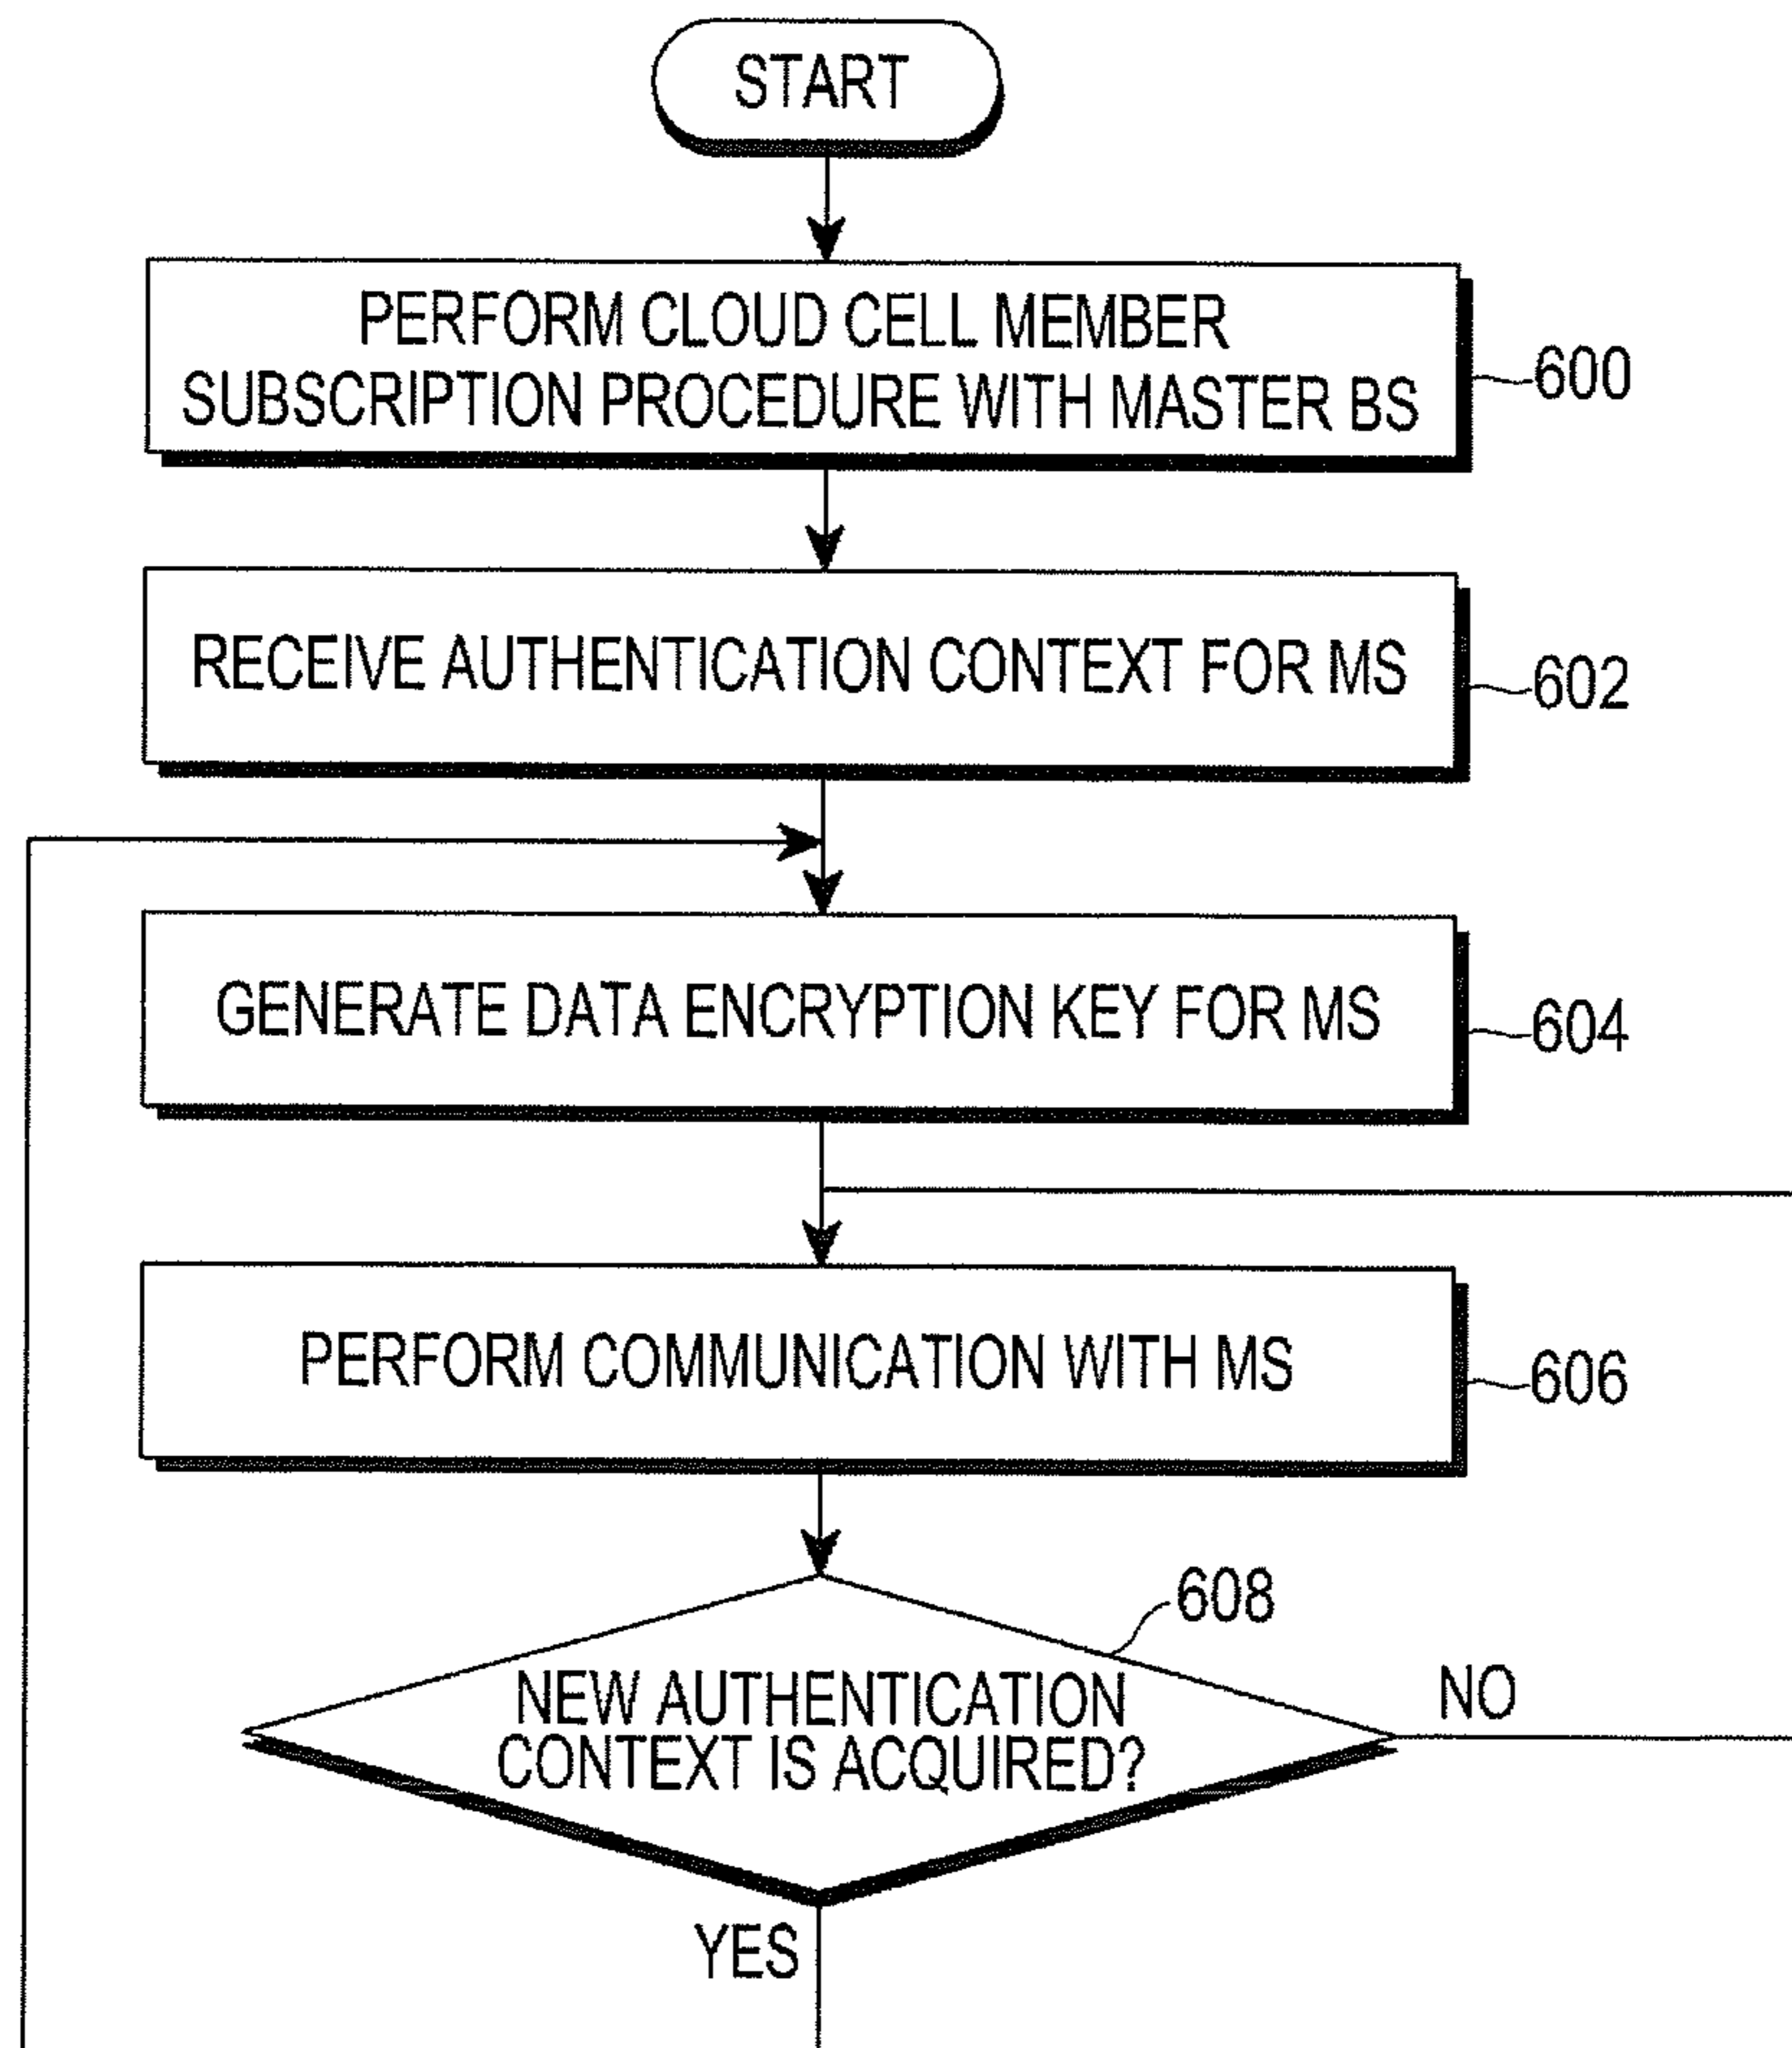 START
PERFORM CLOUD CELL MEMBER
SUBSCRIPTION PROCEDURE WITH MASTER BS
600
RECEIVE AUTHENTICATION CONTEXT FOR MS
602
GENERATE DATA ENCRYPTION KEY FOR MS
604
PERFORM COMMUNICATION WITH MS
606
608
NEW AUTHENTICATION
CONTEXT IS ACQUIRED?
NO
YES